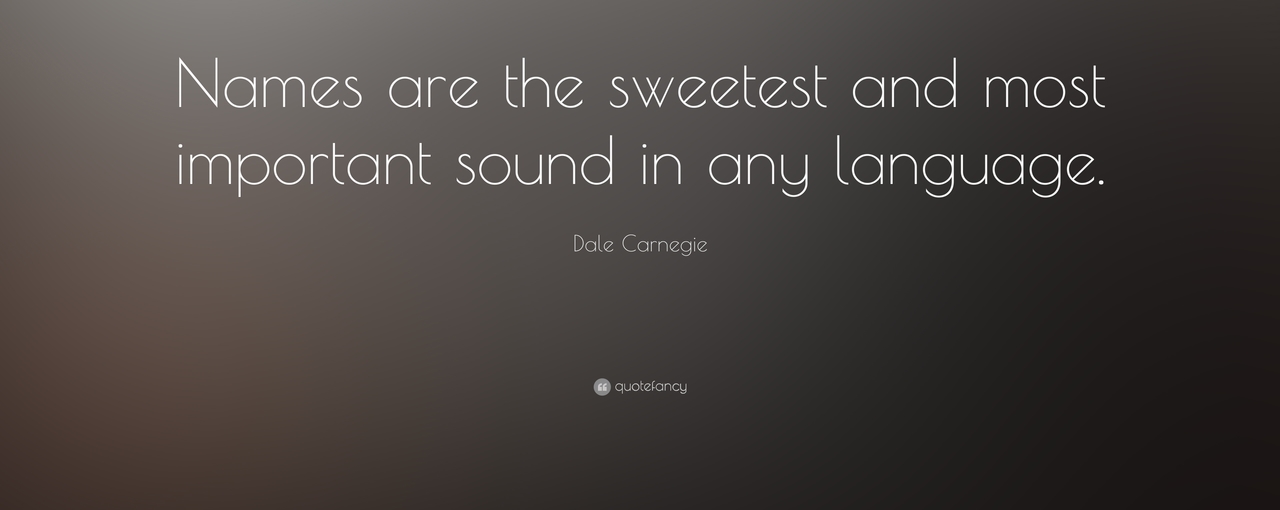 Names are the sweetest and most
important sound in any language.
Dale Carnegie
quotefancy